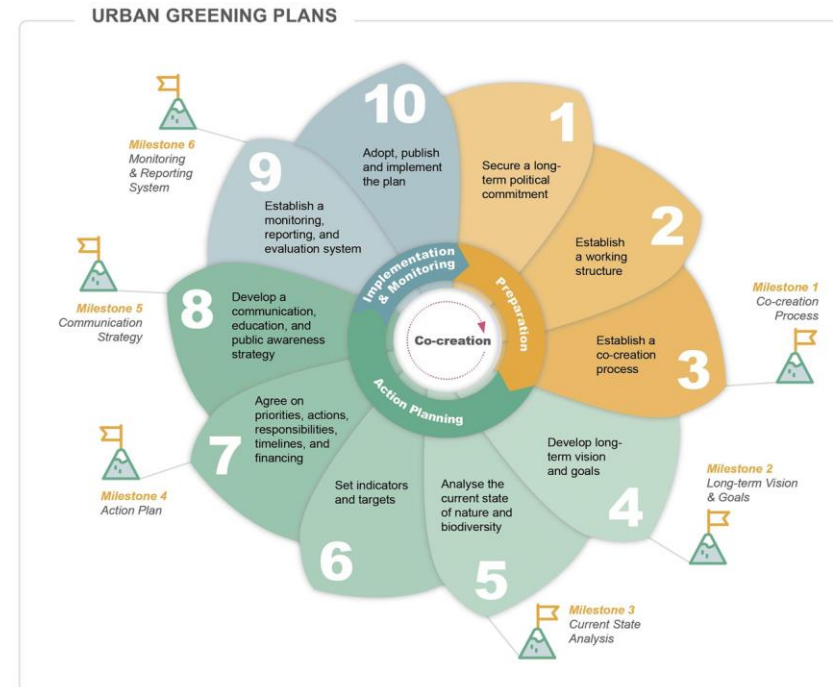 URBAN GREENING PLANS
1
Secure a long-
term political
commitment
2
Establish
a working
structure
3
Establish a
co-creation
process
4
Develop long-
term vision
and goals
5
Analyse the
current state
of nature and
biodiversity
6
Set indicators
and targets
7
Agree on
priorities, actions,
responsibilities,
timelines, and
financing
8
Develop a
communication,
education, and
public awareness
strategy
9
Establish a
monitoring,
reporting, and
evaluation system
10
Adopt, publish
and implement
the plan
Preparation
Action Planning
Implementation
& Monitoring
Co-creation
Milestone 1
Co-creation
Process
Milestone 2
Long-term Vision
& Goals
Milestone 3
Current State
Analysis
Milestone 4
Action Plan
Milestone 5
Communication
Strategy
Milestone 6
Monitoring
& Reporting
System